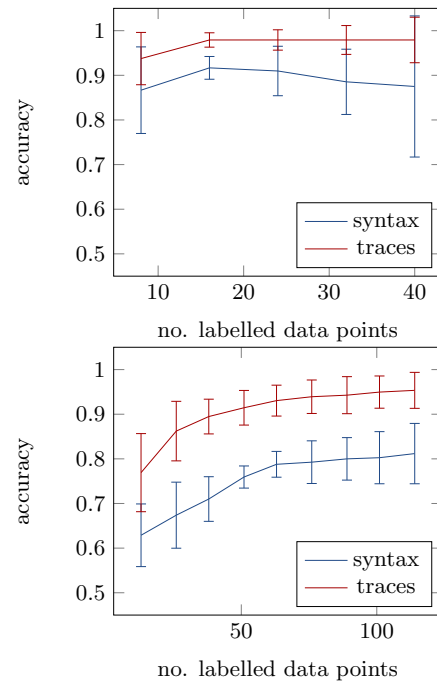 1
0.9
0.8
0.7
0.6
0.5
accuracy
syntax
traces
10 20 30 40
no. labelled data points
1
0.9
0.8
0.7
0.6
0.5
accuracy
syntax
traces
50 100
no. labelled data points